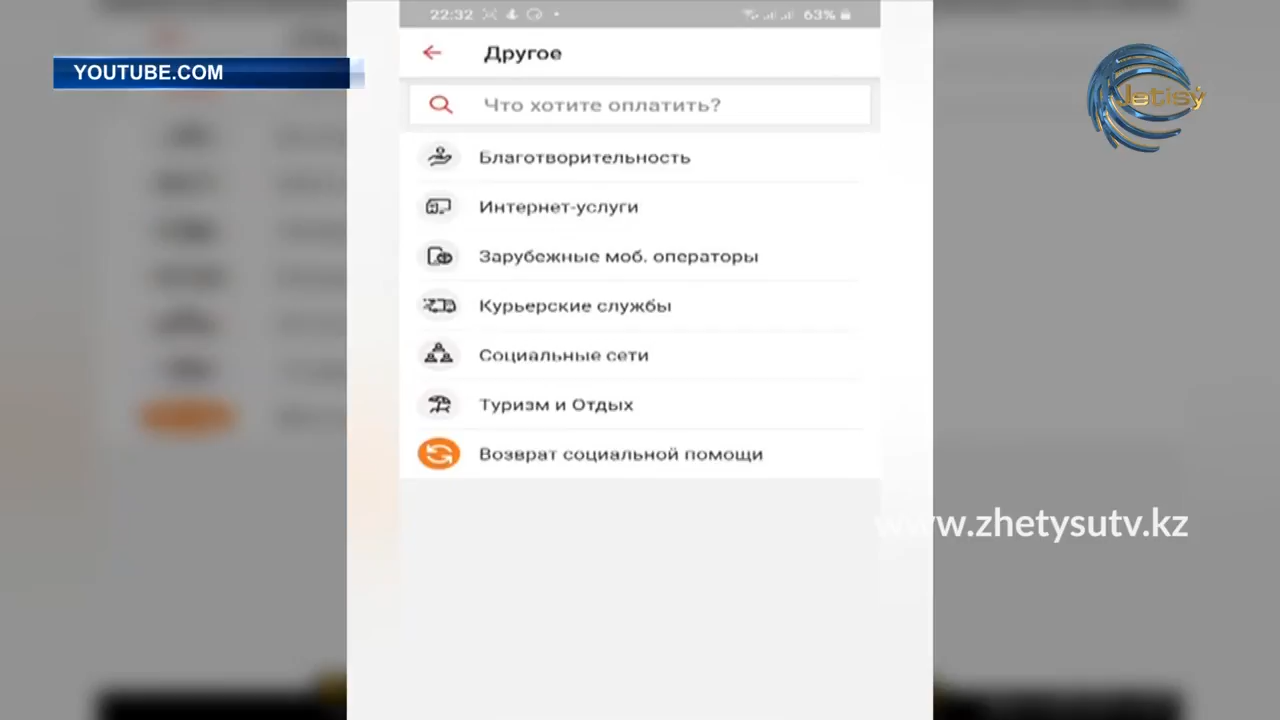 22:32
63%
YOUTUBE.COM
Другое
Jetisý
Что хотите оплатить?
Благотворительность
Интернет-услуги
Зарубежные моб. операторы
Курьерские службы
Социальные сети
Туризм и Отдых
Возврат социальной помощи
www.zhetysutv.kz